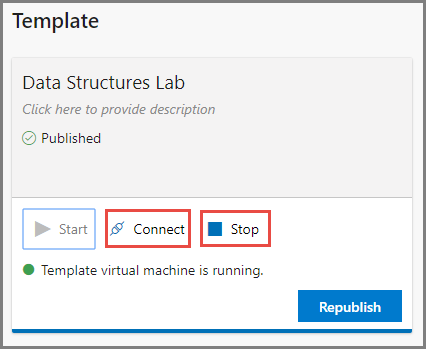 Template
Data Structures Lab
Click here to provide description
Published
Start Connect Stop
Template virtual machine is running.
Republish